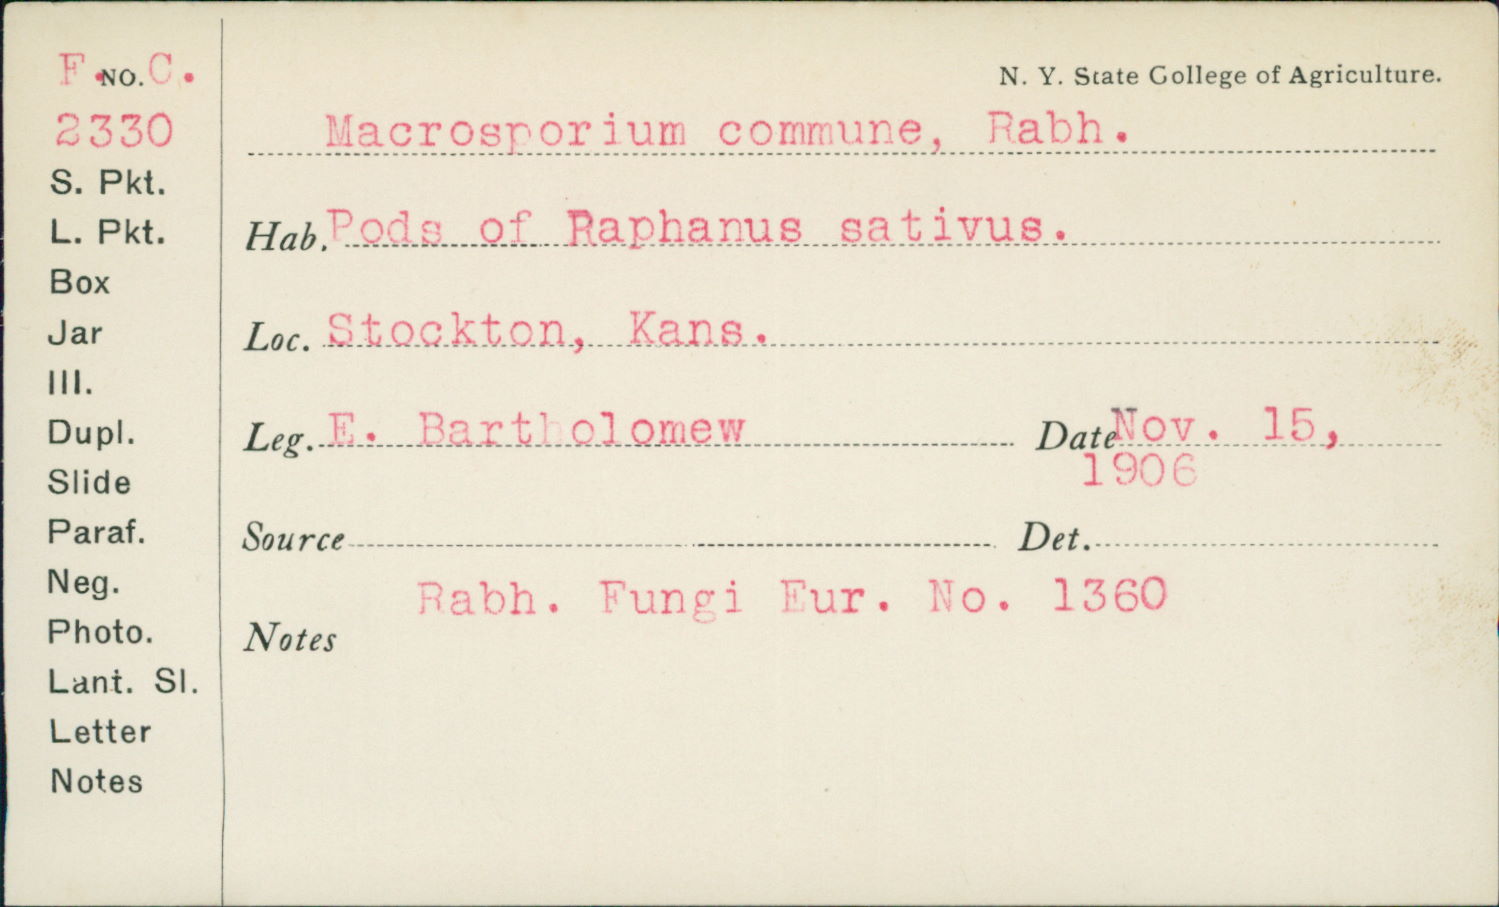 F. NO. C.
2330
S. Pkt.
L. Pkt.
Box
Jar
Ill.
Dupl.
Slide
Paraf.
Neg.
Photo.
Lant. Sl.
Letter
Notes
N. Y. State College of Agriculture.
Macrosporium commune, Rabh.
Hab. Pods of Raphanus sativus.
Loc. Stockton, Kans.
Leg. E. Bartholomew Date Nov. 15,
1906
Source Det.
Rabh. Fungi Eur. No. 1360
Notes